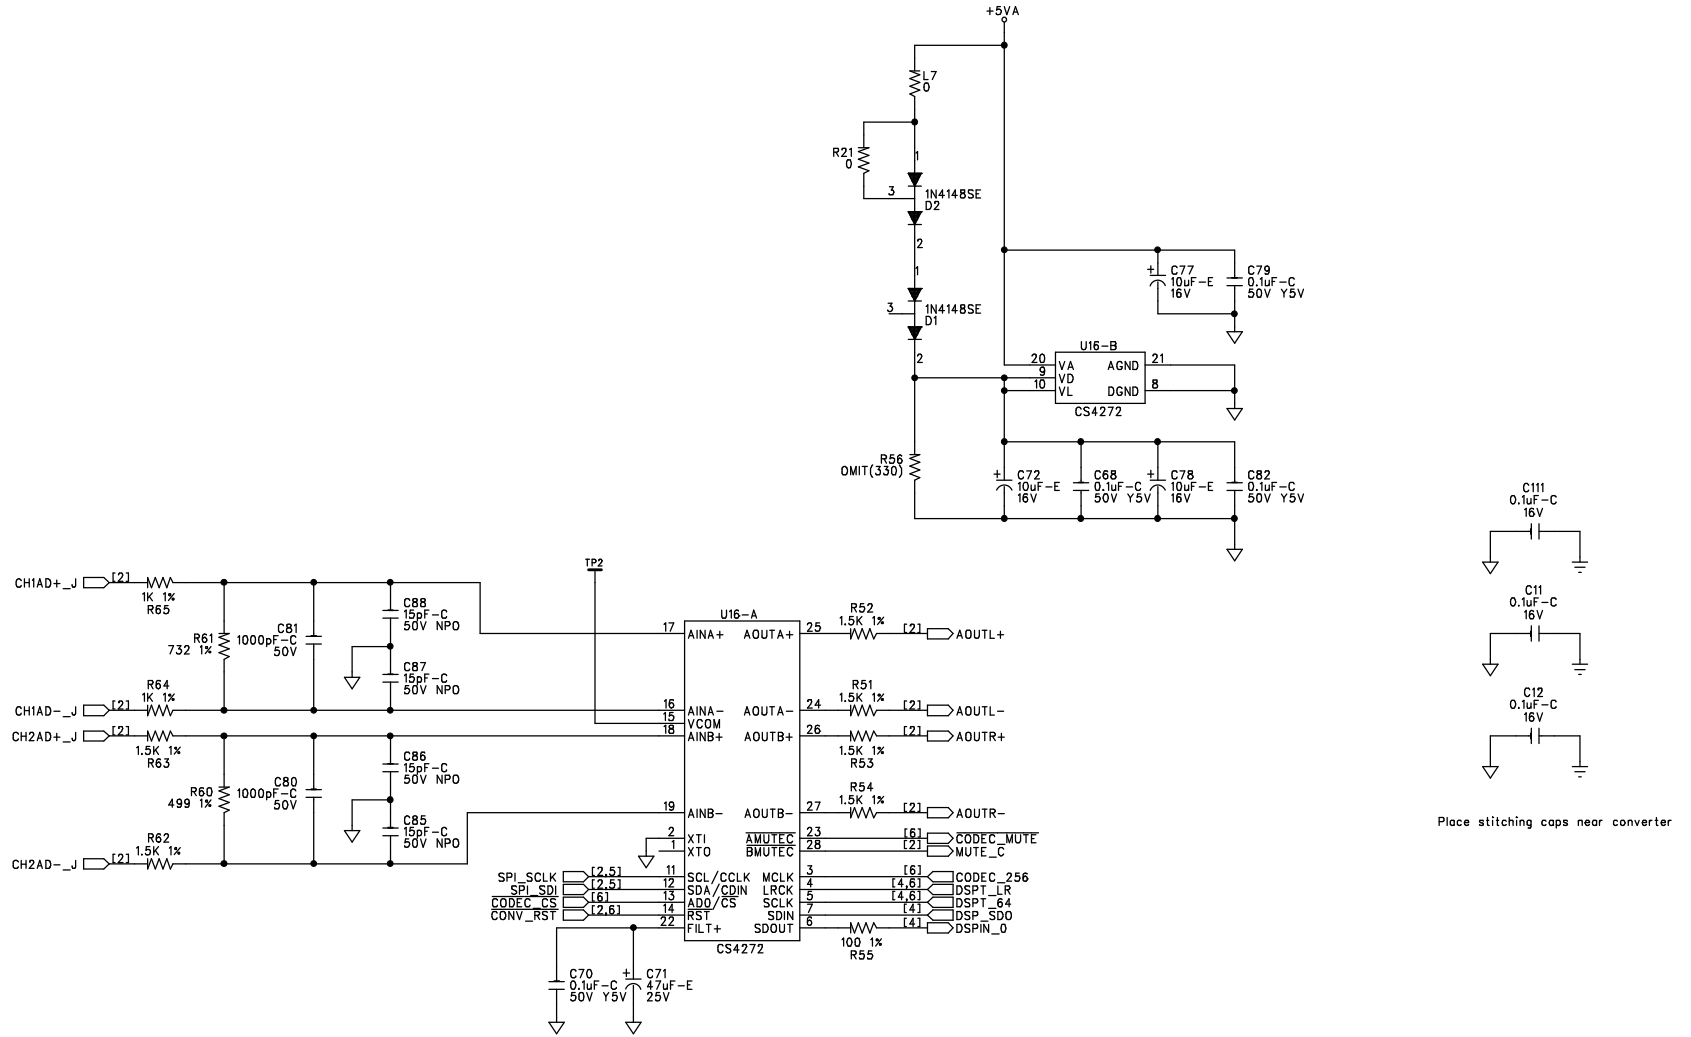 +5VA
L7
0
R21
0
1
3
1N4148SE
D2
2
1
3
1N4148SE
D1
2
C77
10uF-E
16V
C79
0.1uF-C
50V Y5V
U16-B
20 VA AGND 21
9 VD
10 VL DGND 8
CS4272
R56
OMIT(330)
C72
10uF-E
16V
C68
0.1uF-C
50V Y5V
C78
10uF-E
16V
C82
0.1uF-C
50V Y5V
C111
0.1uF-C
16V
C11
0.1uF-C
16V
C12
0.1uF-C
16V
Place stitching caps near converter
TP2
CH1AD+_J [2]
1K 1%
R65
R61
732 1%
C81
1000pF-C
50V
C88
15pF-C
50V NPO
C87
15pF-C
50V NPO
R64
1K 1%
CH1AD-_J [2]
CH2AD+_J [2]
1.5K 1%
R63
R60
499 1%
C80
1000pF-C
50V
C86
15pF-C
50V NPO
C85
15pF-C
50V NPO
R62
1.5K 1%
CH2AD-_J [2]
U16-A
17 AINA+ AOUTA+ 25
16 AINA- AOUTA- 24
15 VCOM
18 AINB+ AOUTB+ 26
19 AINB- AOUTB- 27
2 XTI AMUTEC 23
1 XTO BMUTEC 28
11 SCL/CCLK MCLK 3
12 SDA/CDIN LRCK 4
13 AD0/CS SCLK 5
14 RST SDIN 7
22 FILT+ SDOUT 6
CS4272
R52
1.5K 1%
[2] AOUTL+
R51
1.5K 1%
[2] AOUTL-
[2] AOUTR+
1.5K 1%
R53
R54
1.5K 1%
[2] AOUTR-
[6] CODEC_MUTE
[2] MUTE_C
[6] CODEC_256
[4,6] DSPT_LR
[4,6] DSPT_64
[4] DSP_SDO
[4] DSPIN_0
100 1%
R55
SPI_SCLK [2,5]
SPI_SDI [2,5]
CODEC_CS [6]
CONV_RST [2,6]
C70
0.1uF-C
50V Y5V
C71
47uF-E
25V